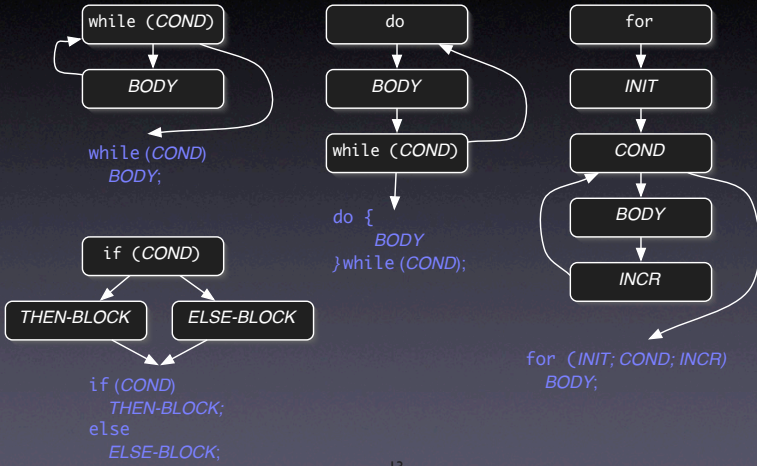 while (COND)
BODY
while (COND)
BODY;
if (COND)
THEN-BLOCK
ELSE-BLOCK
if (COND)
THEN-BLOCK;
else
ELSE-BLOCK;
do
BODY
while (COND)
do {
BODY
}while (COND);
for
INIT
COND
BODY
INCR
for (INIT; COND; INCR)
BODY;